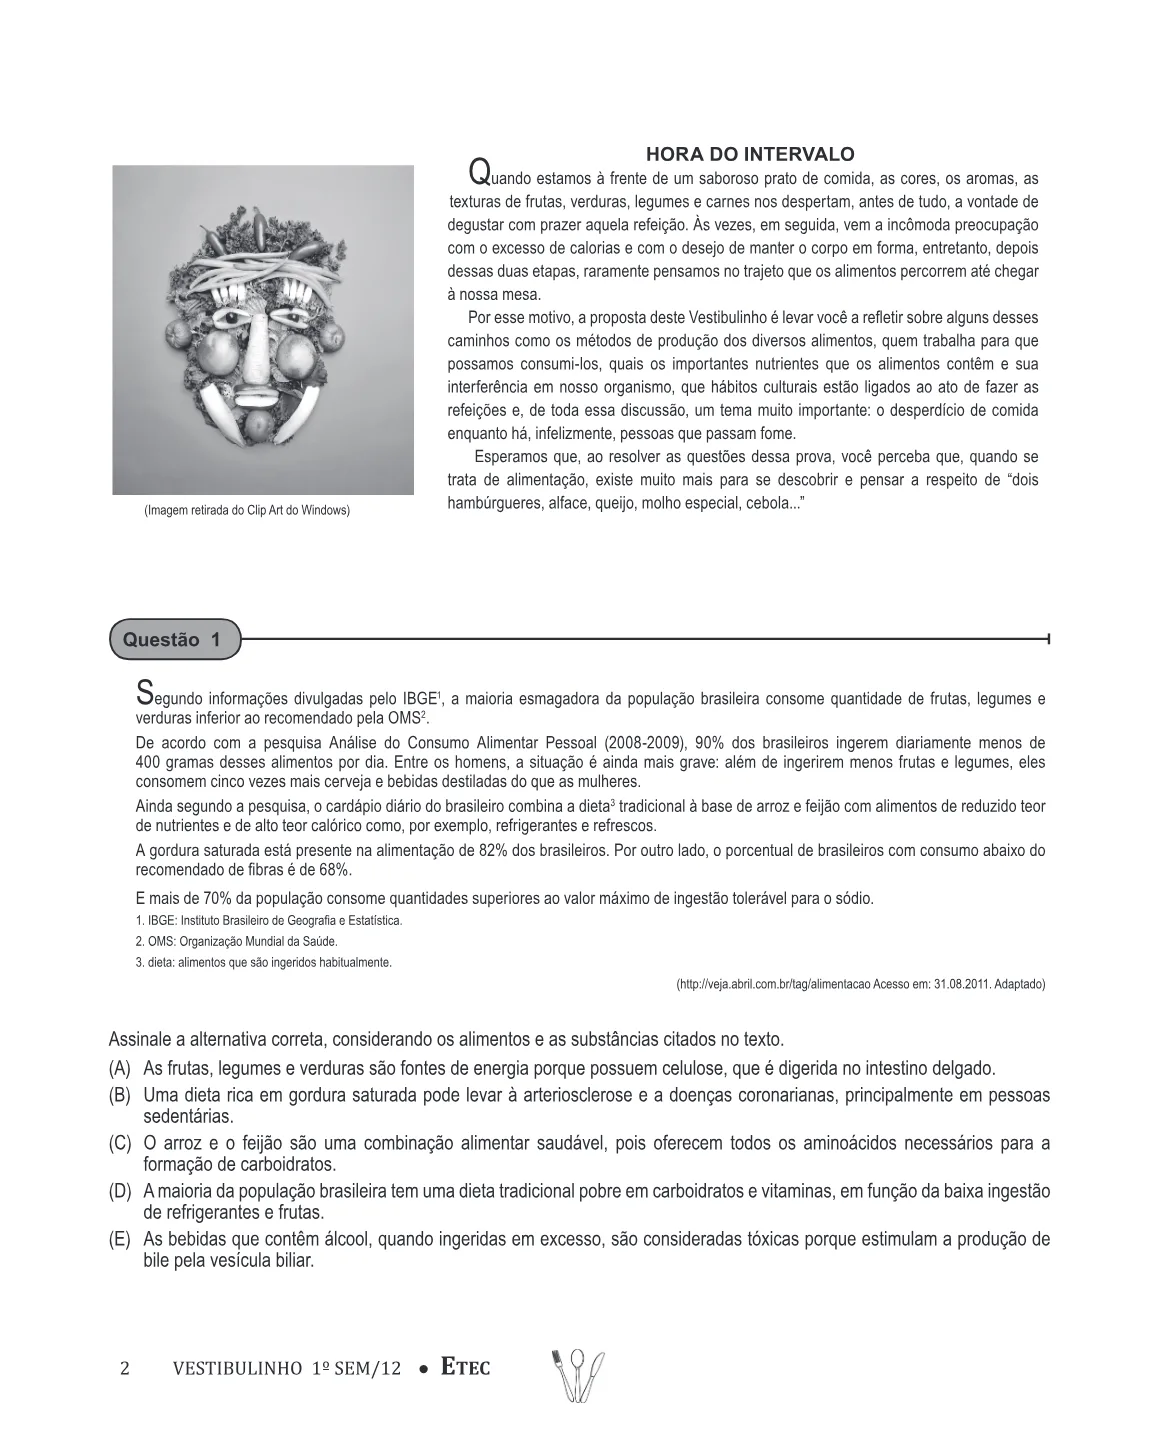 HORA DO INTERVALO
Quando estamos à frente de um saboroso prato de comida, as cores, os aromas, as
texturas de frutas, verduras, legumes e carnes nos despertam, antes de tudo, a vontade de
degustar com prazer aquela refeição. Às vezes, em seguida, vem a incômoda preocupação
com o excesso de calorias e com o desejo de manter o corpo em forma, entretanto, depois
dessas duas etapas, raramente pensamos no trajeto que os alimentos percorrem até chegar
à nossa mesa.
Por esse motivo, a proposta deste Vestibulinho é levar você a refletir sobre alguns desses
caminhos como os métodos de produção dos diversos alimentos, quem trabalha para que
possamos consumi-los, quais os importantes nutrientes que os alimentos contêm e sua
interferência em nosso organismo, que hábitos culturais estão ligados ao ato de fazer as
refeições e, de toda essa discussão, um tema muito importante: o desperdício de comida
enquanto há, infelizmente, pessoas que passam fome.
Esperamos que, ao resolver as questões dessa prova, você perceba que, quando se
trata de alimentação, existe muito mais para se descobrir e pensar a respeito de “dois
hambúrgueres, alface, queijo, molho especial, cebola...”
(Imagem retirada do Clip Art do Windows)
Questão 1
Segundo informações divulgadas pelo IBGE¹, a maioria esmagadora da população brasileira consome quantidade de frutas, legumes e
verduras inferior ao recomendado pela OMS².
De acordo com a pesquisa Análise do Consumo Alimentar Pessoal (2008-2009), 90% dos brasileiros ingerem diariamente menos de
400 gramas desses alimentos por dia. Entre os homens, a situação é ainda mais grave: além de ingerirem menos frutas e legumes, eles
consomem cinco vezes mais cerveja e bebidas destiladas do que as mulheres.
Ainda segundo a pesquisa, o cardápio diário do brasileiro combina a dieta³ tradicional à base de arroz e feijão com alimentos de reduzido teor
de nutrientes e de alto teor calórico como, por exemplo, refrigerantes e refrescos.
A gordura saturada está presente na alimentação de 82% dos brasileiros. Por outro lado, o porcentual de brasileiros com consumo abaixo do
recomendado de fibras é de 68%.
E mais de 70% da população consome quantidades superiores ao valor máximo de ingestão tolerável para o sódio.
1. IBGE: Instituto Brasileiro de Geografia e Estatística.
2. OMS: Organização Mundial da Saúde.
3. dieta: alimentos que são ingeridos habitualmente.
(http://veja.abril.com.br/tag/alimentacao Acesso em: 31.08.2011. Adaptado)
Assinale a alternativa correta, considerando os alimentos e as substâncias citados no texto.
(A) As frutas, legumes e verduras são fontes de energia porque possuem celulose, que é digerida no intestino delgado.
(B) Uma dieta rica em gordura saturada pode levar à arteriosclerose e a doenças coronarianas, principalmente em pessoas
sedentárias.
(C) O arroz e o feijão são uma combinação alimentar saudável, pois oferecem todos os aminoácidos necessários para a
formação de carboidratos.
(D) A maioria da população brasileira tem uma dieta tradicional pobre em carboidratos e vitaminas, em função da baixa ingestão
de refrigerantes e frutas.
(E) As bebidas que contêm álcool, quando ingeridas em excesso, são consideradas tóxicas porque estimulam a produção de
bile pela vesícula biliar.
2 VESTIBULINHO 1º SEM/12 • ETEC